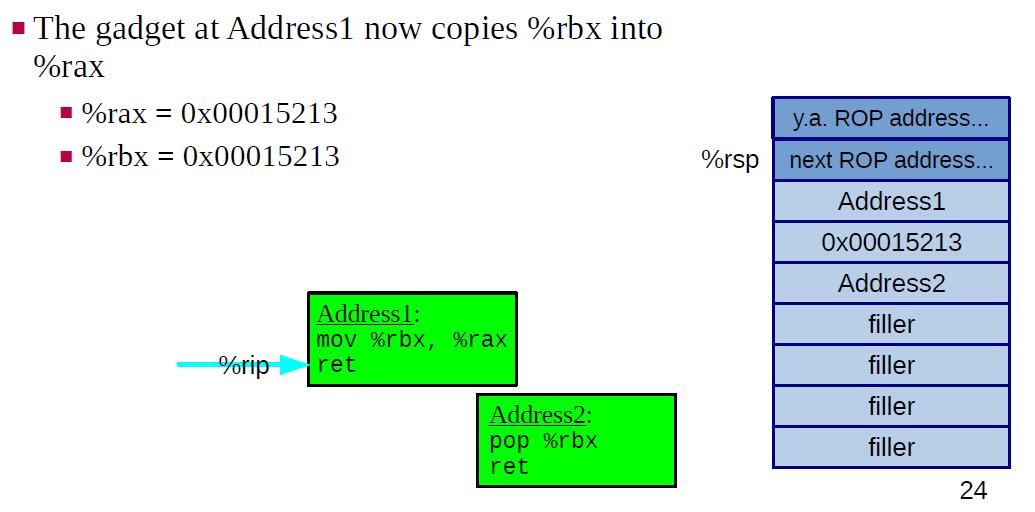 The gadget at Address1 now copies %rbx into
%rax
%rax = 0x00015213
%rbx = 0x00015213
y.a. ROP address...
%rsp
next ROP address...
Address1
0x00015213
Address2
filler
filler
filler
filler
Address1:
mov %rbx, %rax
%rip
ret
Address2:
pop %rbx
ret
24